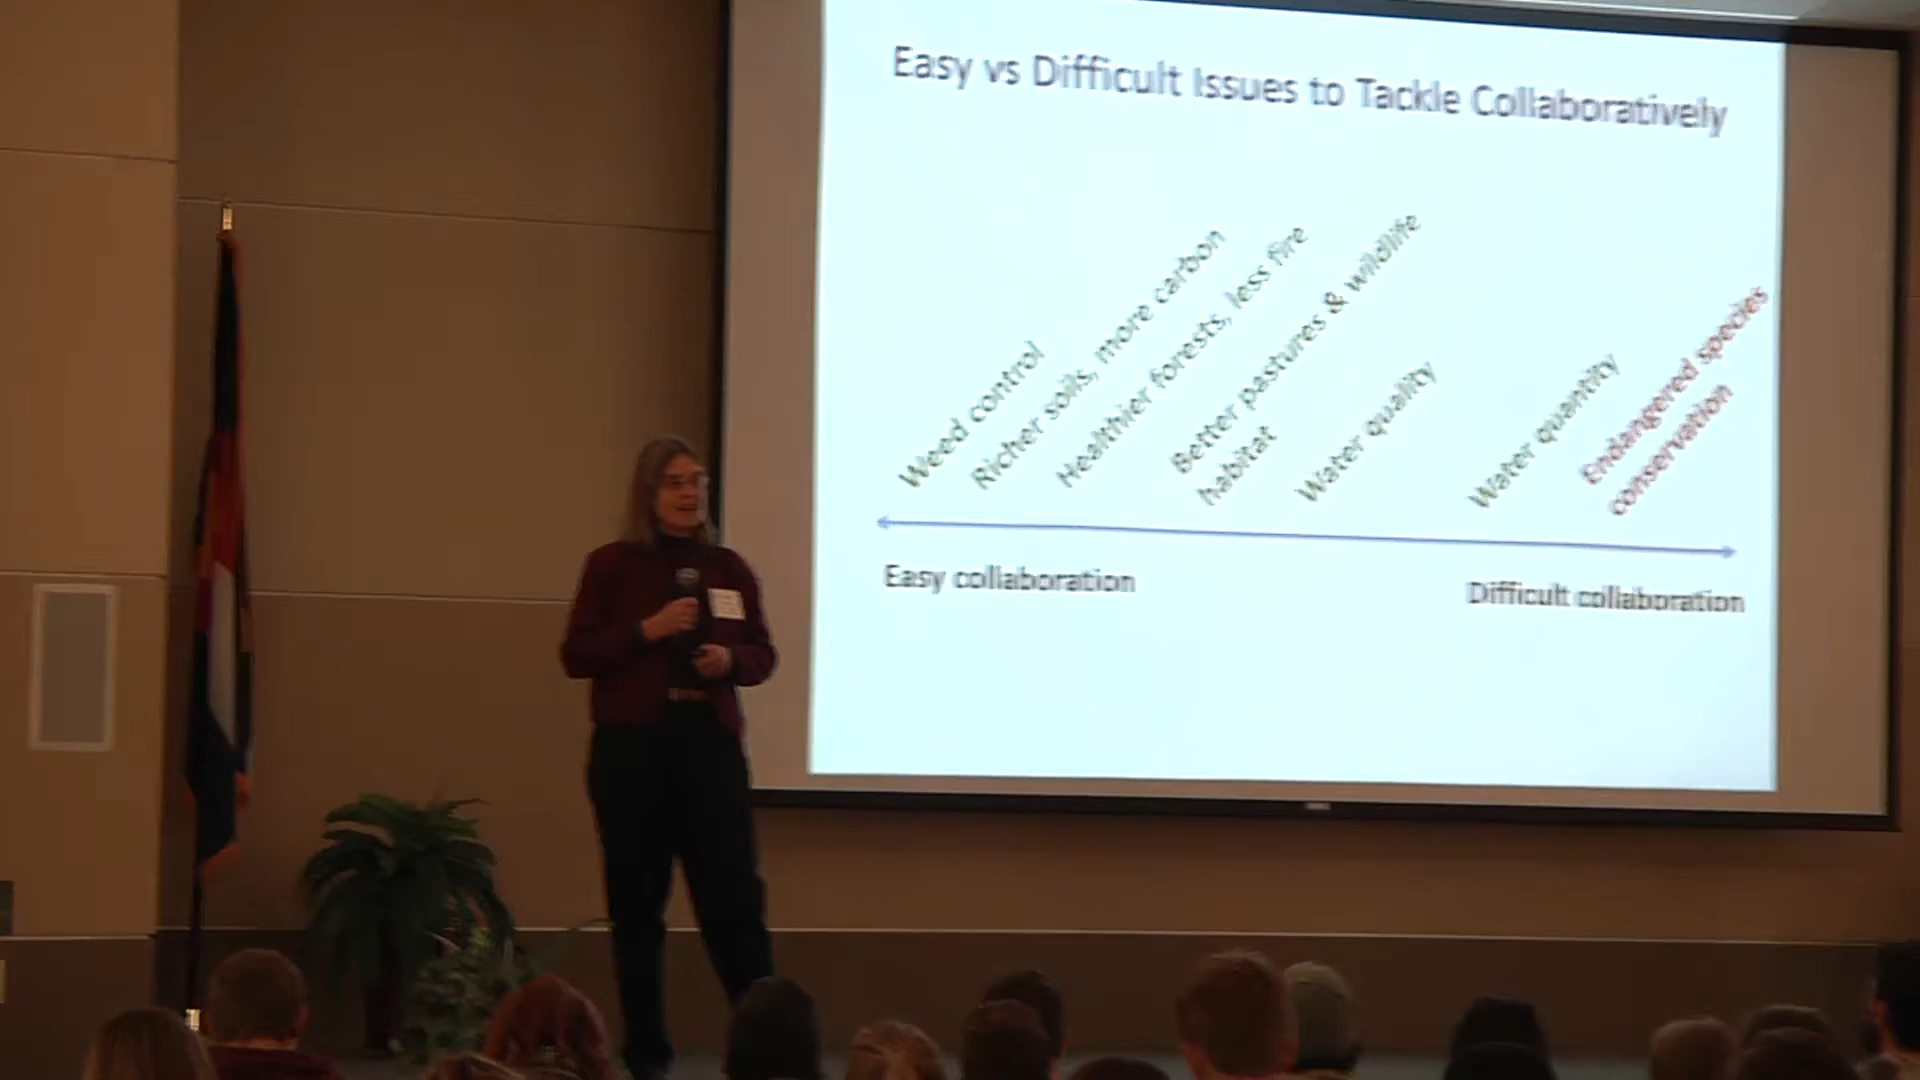 Easy vs Difficult Issues to Tackle Collaboratively
Weed control
Richer soils, more carbon
Healthier forests, less fire
Better pastures & wildlife
habitat
Water quality
Water quantity
Endangered species
conservation
Easy collaboration
Difficult collaboration